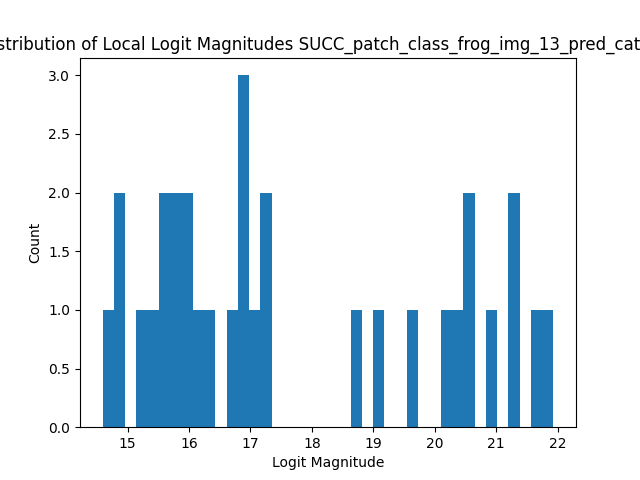 stribution of Local Logit Magnitudes SUCC_patch_class_frog_img_13_pred_cat
3.0
2.5
2.0
1.5
1.0
0.5
0.0
Count
15 16 17 18 19 20 21 22
Logit Magnitude